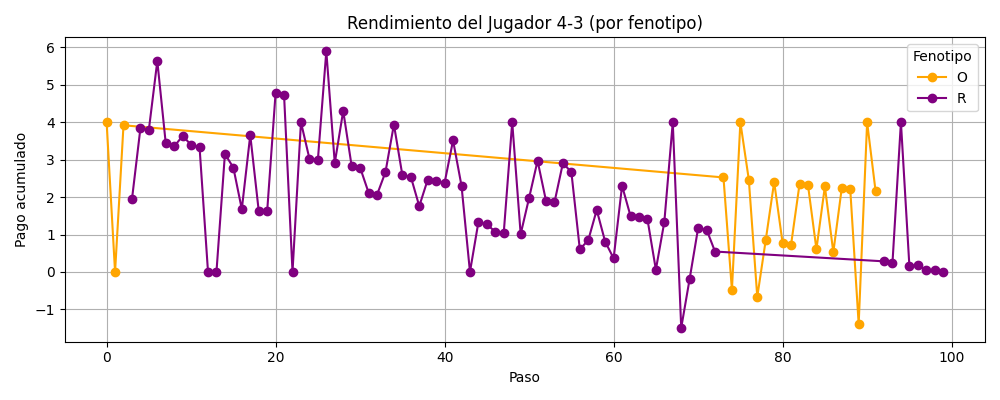 Rendimiento del Jugador 4-3 (por fenotipo)
Pago acumulado
6
5
4
3
2
1
0
−1
Fenotipo
O
R
0 20 40 60 80 100
Paso